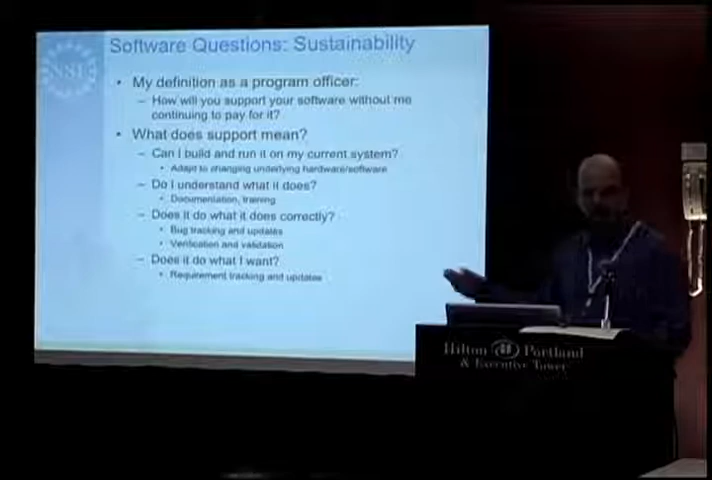 Software Questions: Sustainability
NSF
• My definition as a program officer:
– How will you support your software without me
continuing to pay for it?
• What does support mean?
– Can I build and run it on my current system?
• Adapt to changing underlying hardware/software
– Do I understand what it does?
• Documentation, training
– Does it do what it does correctly?
• Bug tracking and updates
• Verification and validation
– Does it do what I want?
• Requirement tracking and updates
Hilton Portland
& Executive Tower